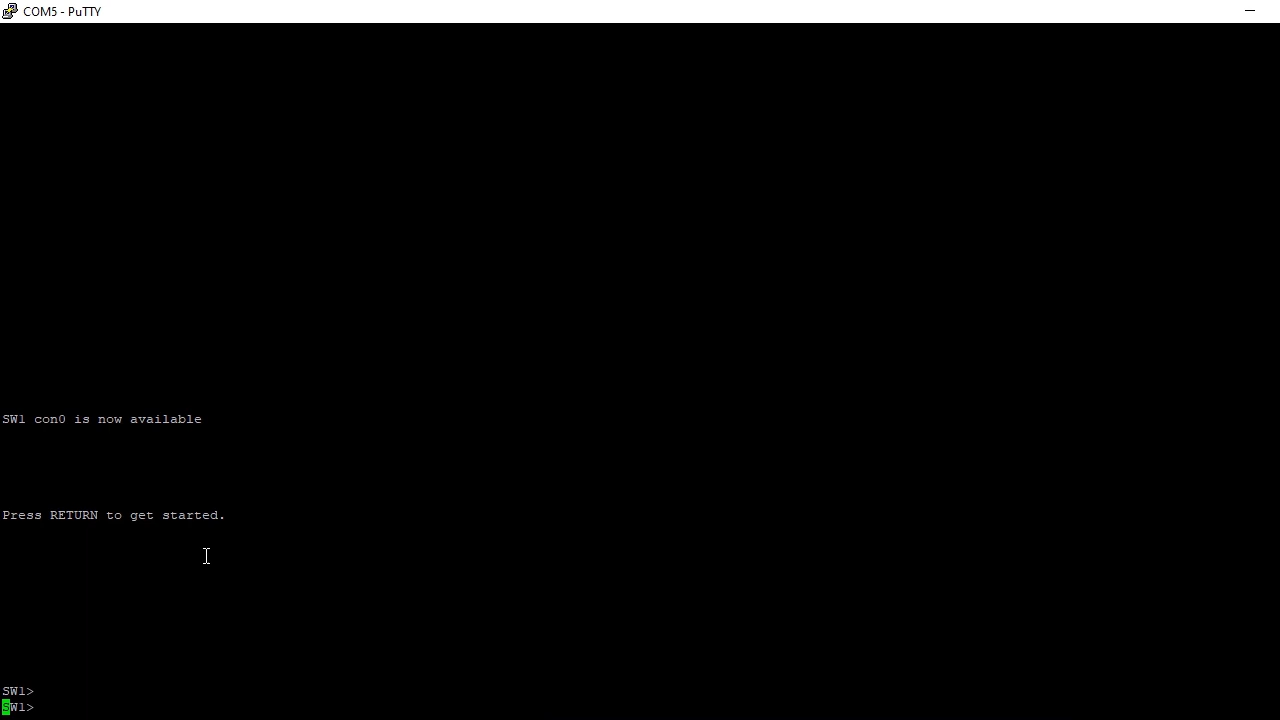 COM5 - PuTTY
SW1 con0 is now available
Press RETURN to get started.
SW1>
SW1>